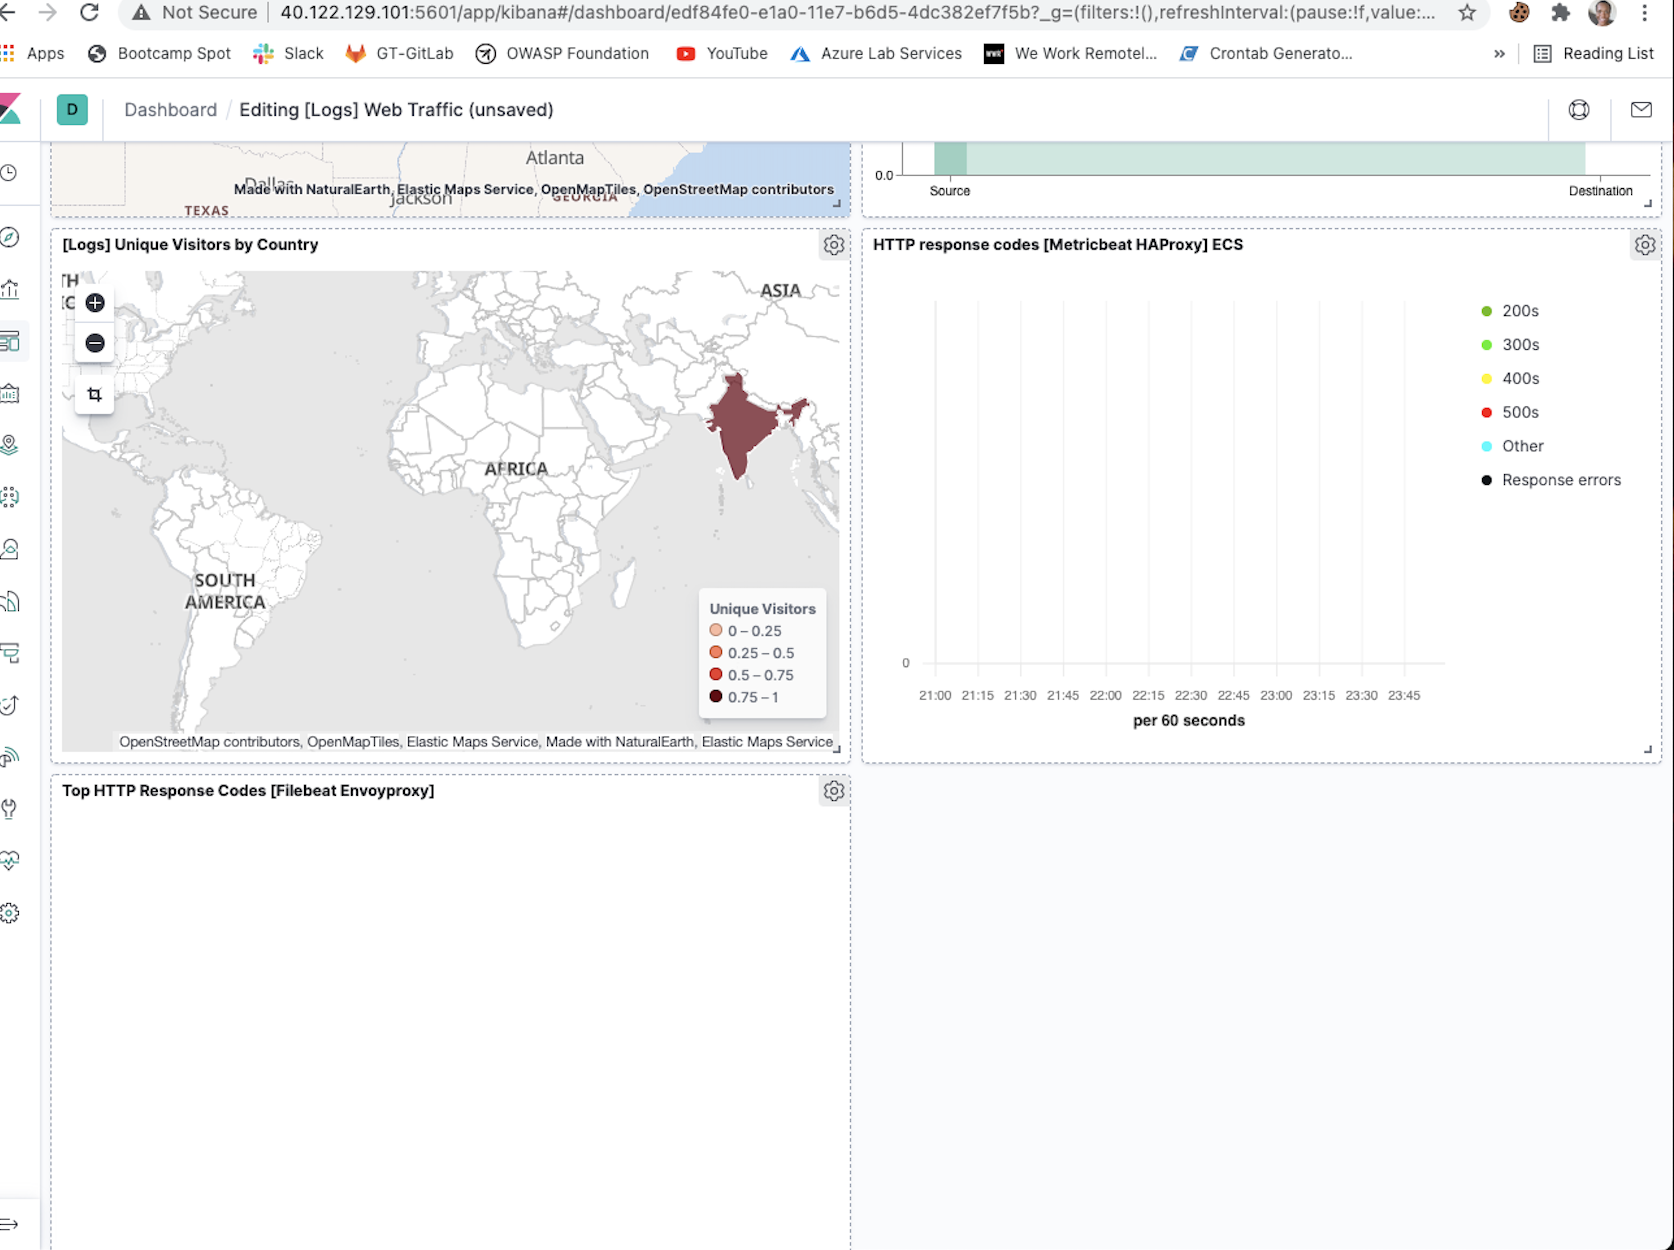 Not Secure
40.122.129.101:5601/app/kibana#/dashboard/edf84fe0-e1a0-11e7-b6d5-4dc382ef7f5b?_g=(filters:!(),refreshInterval:(pause:!f,value:...
Apps
Bootcamp Spot
Slack
GT-GitLab
OWASP Foundation
YouTube
Azure Lab Services
We Work Remotel...
Crontab Generato...
»
Reading List
D
Dashboard / Editing [Logs] Web Traffic (unsaved)
Atlanta
Dallas
Made with NaturalEarth, Elastic Maps Service, OpenMapTiles, OpenStreetMap contributors
Jackson
GEORGIA
TEXAS
0.0
Source
Destination
[Logs] Unique Visitors by Country
ASIA
AFRICA
SOUTH
AMERICA
Unique Visitors
0 – 0.25
0.25 – 0.5
0.5 – 0.75
0.75 – 1
OpenStreetMap contributors, OpenMapTiles, Elastic Maps Service, Made with NaturalEarth, Elastic Maps Service
HTTP response codes [Metricbeat HAProxy] ECS
200s
300s
400s
500s
Other
Response errors
0
21:00 21:15 21:30 21:45 22:00 22:15 22:30 22:45 23:00 23:15 23:30 23:45
per 60 seconds
Top HTTP Response Codes [Filebeat Envoyproxy]